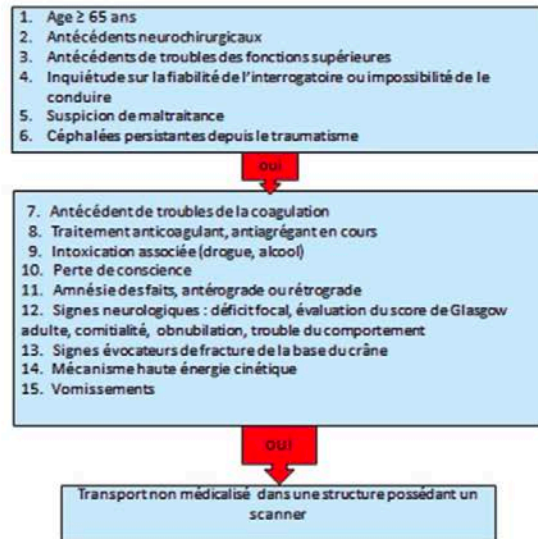 1. Age ≥ 65 ans
2. Antécédents neurochirurgicaux
3. Antécédents de troubles des fonctions supérieures
4. Inquiétude sur la fiabilité de l'interrogatoire ou impossibilité de le
conduire
5. Suspicion de maltraitance
6. Céphalées persistantes depuis le traumatisme
oui
7. Antécédent de troubles de la coagulation
8. Traitement anticoagulant, antiagrégant en cours
9. Intoxication associée (drogue, alcool)
10. Perte de conscience
11. Amnésie des faits, antérograde ou rétrograde
12. Signes neurologiques : déficit focal, évaluation du score de Glasgow
adulte, comitialité, obnubilation, trouble du comportement
13. Signes évocateurs de fracture de la base du crâne
14. Mécanisme haute énergie cinétique
15. Vomissements
oui
Transport non médicalisé dans une structure possédant un
scanner